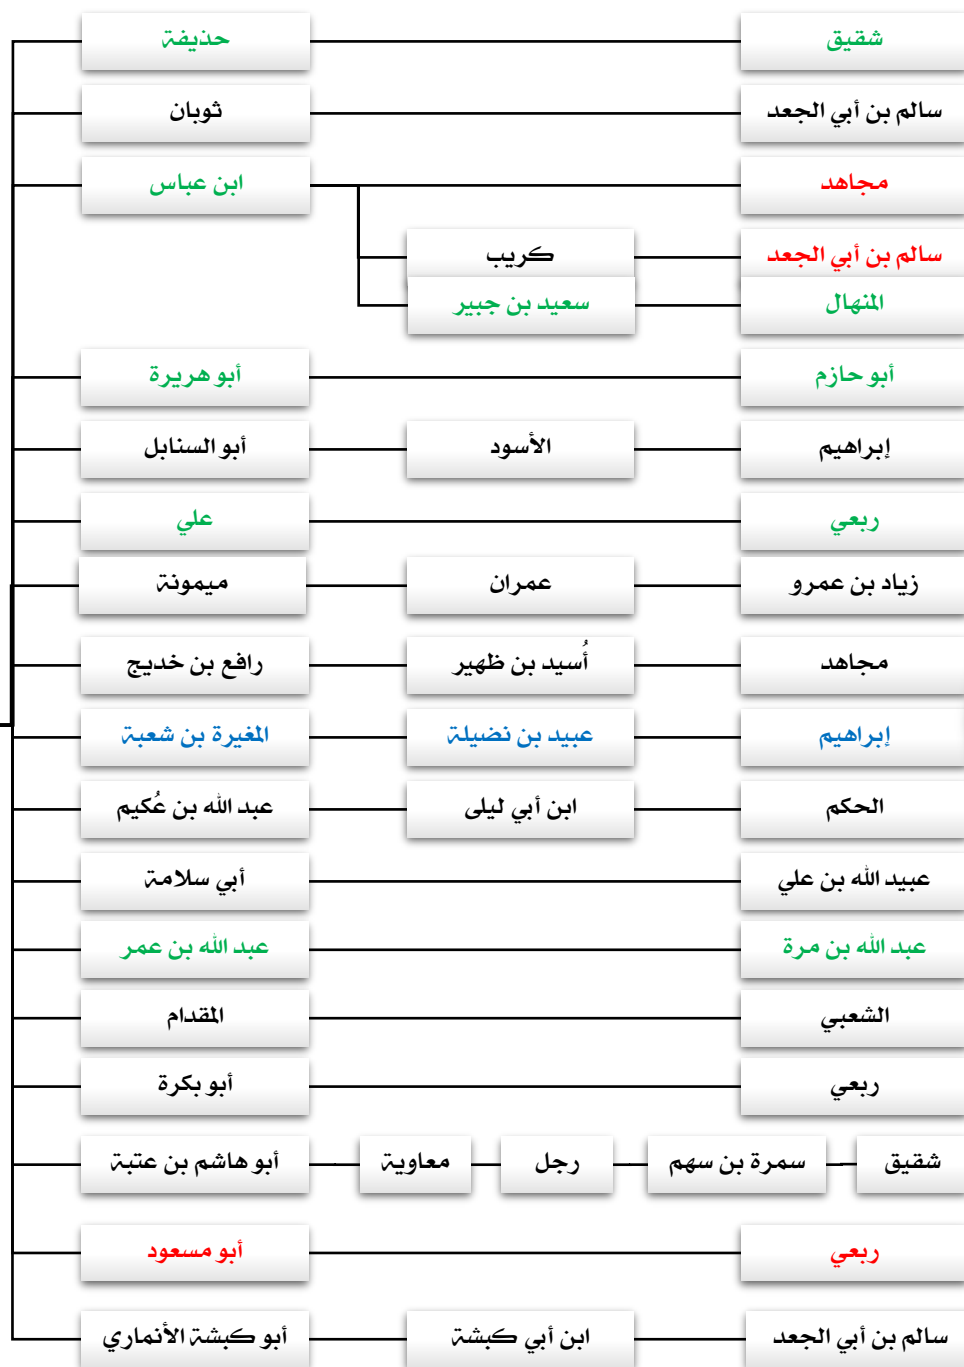 شقيق حذيفة
سالم بن أبي الجعد ثوبان
مجاهد ابن عباس
سالم بن أبي الجعد كريب
المنهال سعيد بن جبير
أبو حازم أبو هريرة
إبراهيم الأسود أبو السنابل
ربعي علي
زياد بن عمرو عمران ميمونة
مجاهد أُسيد بن ظهير رافع بن خديج
إبراهيم عبيد بن نضيلة المغيرة بن شعبة
الحكم ابن أبي ليلى عبد الله بن عُكيم
عبيد الله بن علي أبي سلامة
عبد الله بن مرة عبد الله بن عمر
الشعبي المقدام
ربعي أبو بكرة
شقيق سمرة بن سهم رجل معاوية أبو هاشم بن عتبة
ربعي أبو مسعود
سالم بن أبي الجعد ابن أبي كبشة أبو كبشة الأنماري